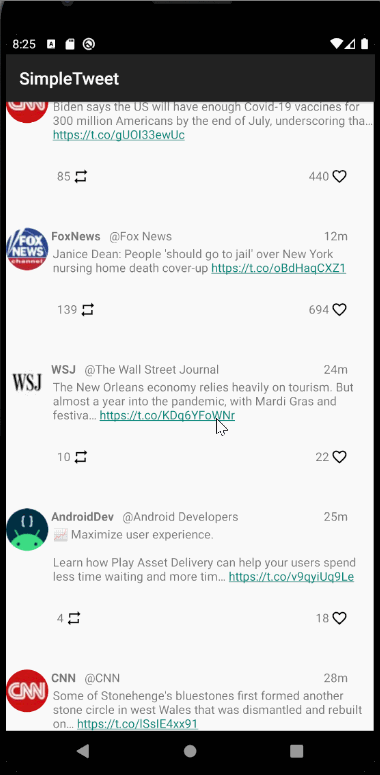 8:25
SimpleTweet
CNN
Biden says the US will have enough Covid-19 vaccines for
300 million Americans by the end of July, underscoring tha...
https://t.co/gUOI33ewUc
85
440
FOX
NEWS
channel
FoxNews @Fox News 12m
Janice Dean: People 'should go to jail' over New York
nursing home death cover-up https://t.co/oBdHaqCXZ1
139
694
WSJ
WSJ @The Wall Street Journal 24m
The New Orleans economy relies heavily on tourism. But
almost a year into the pandemic, with Mardi Gras and
festiva... https://t.co/KDq6YFoWNr
10
22
AndroidDev @Android Developers 25m
📈 Maximize user experience.
Learn how Play Asset Delivery can help your users spend
less time waiting and more tim... https://t.co/v9qyiUq9Le
4
18
CNN
CNN @CNN 28m
Some of Stonehenge's bluestones first formed another
stone circle in west Wales that was dismantled and rebuilt
on... https://t.co/lSsIE4xx91